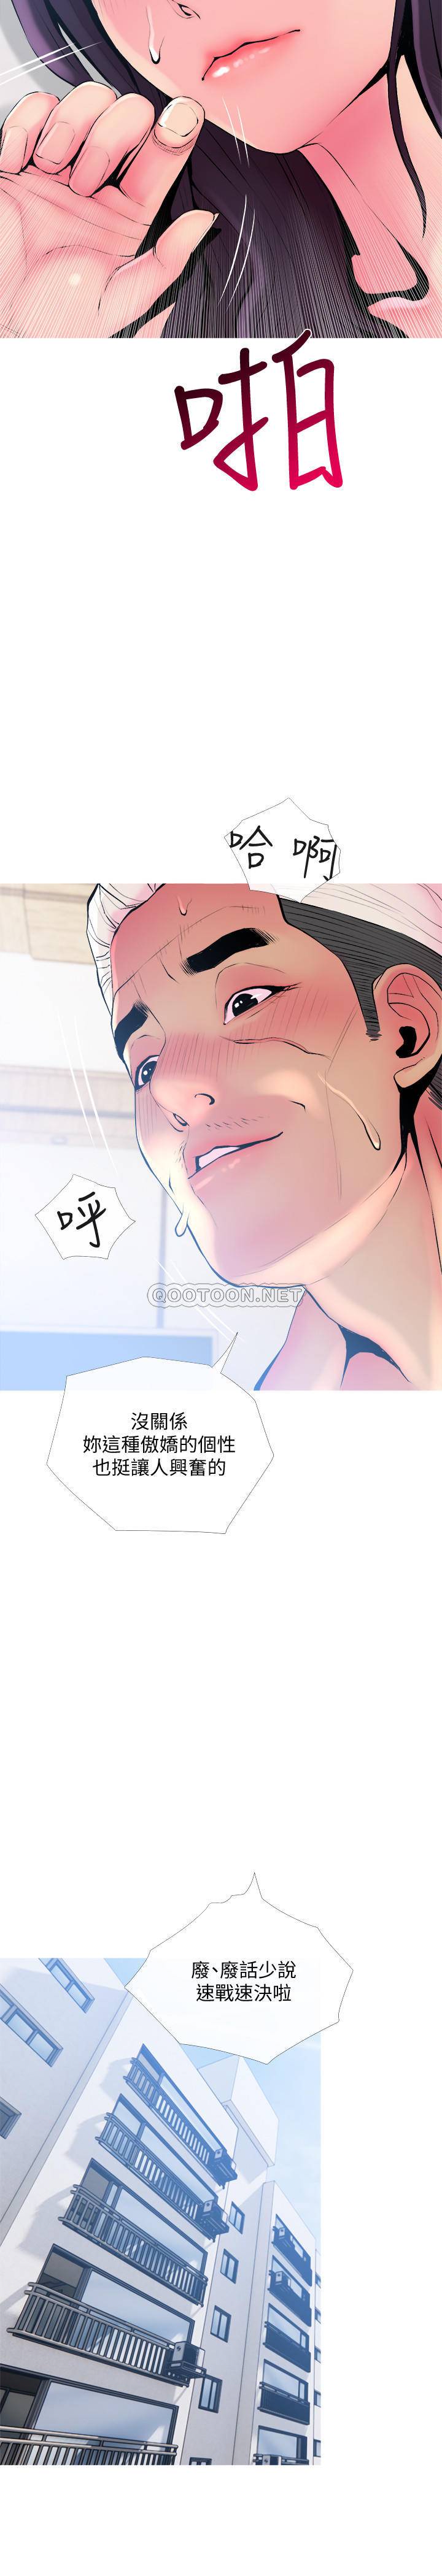 啪
哈 啊、
呼
QOOTOON.NET
沒關係
妳這種傲嬌的個性
也挺讓人興奮的
廢、廢話少說
速戰速決啦